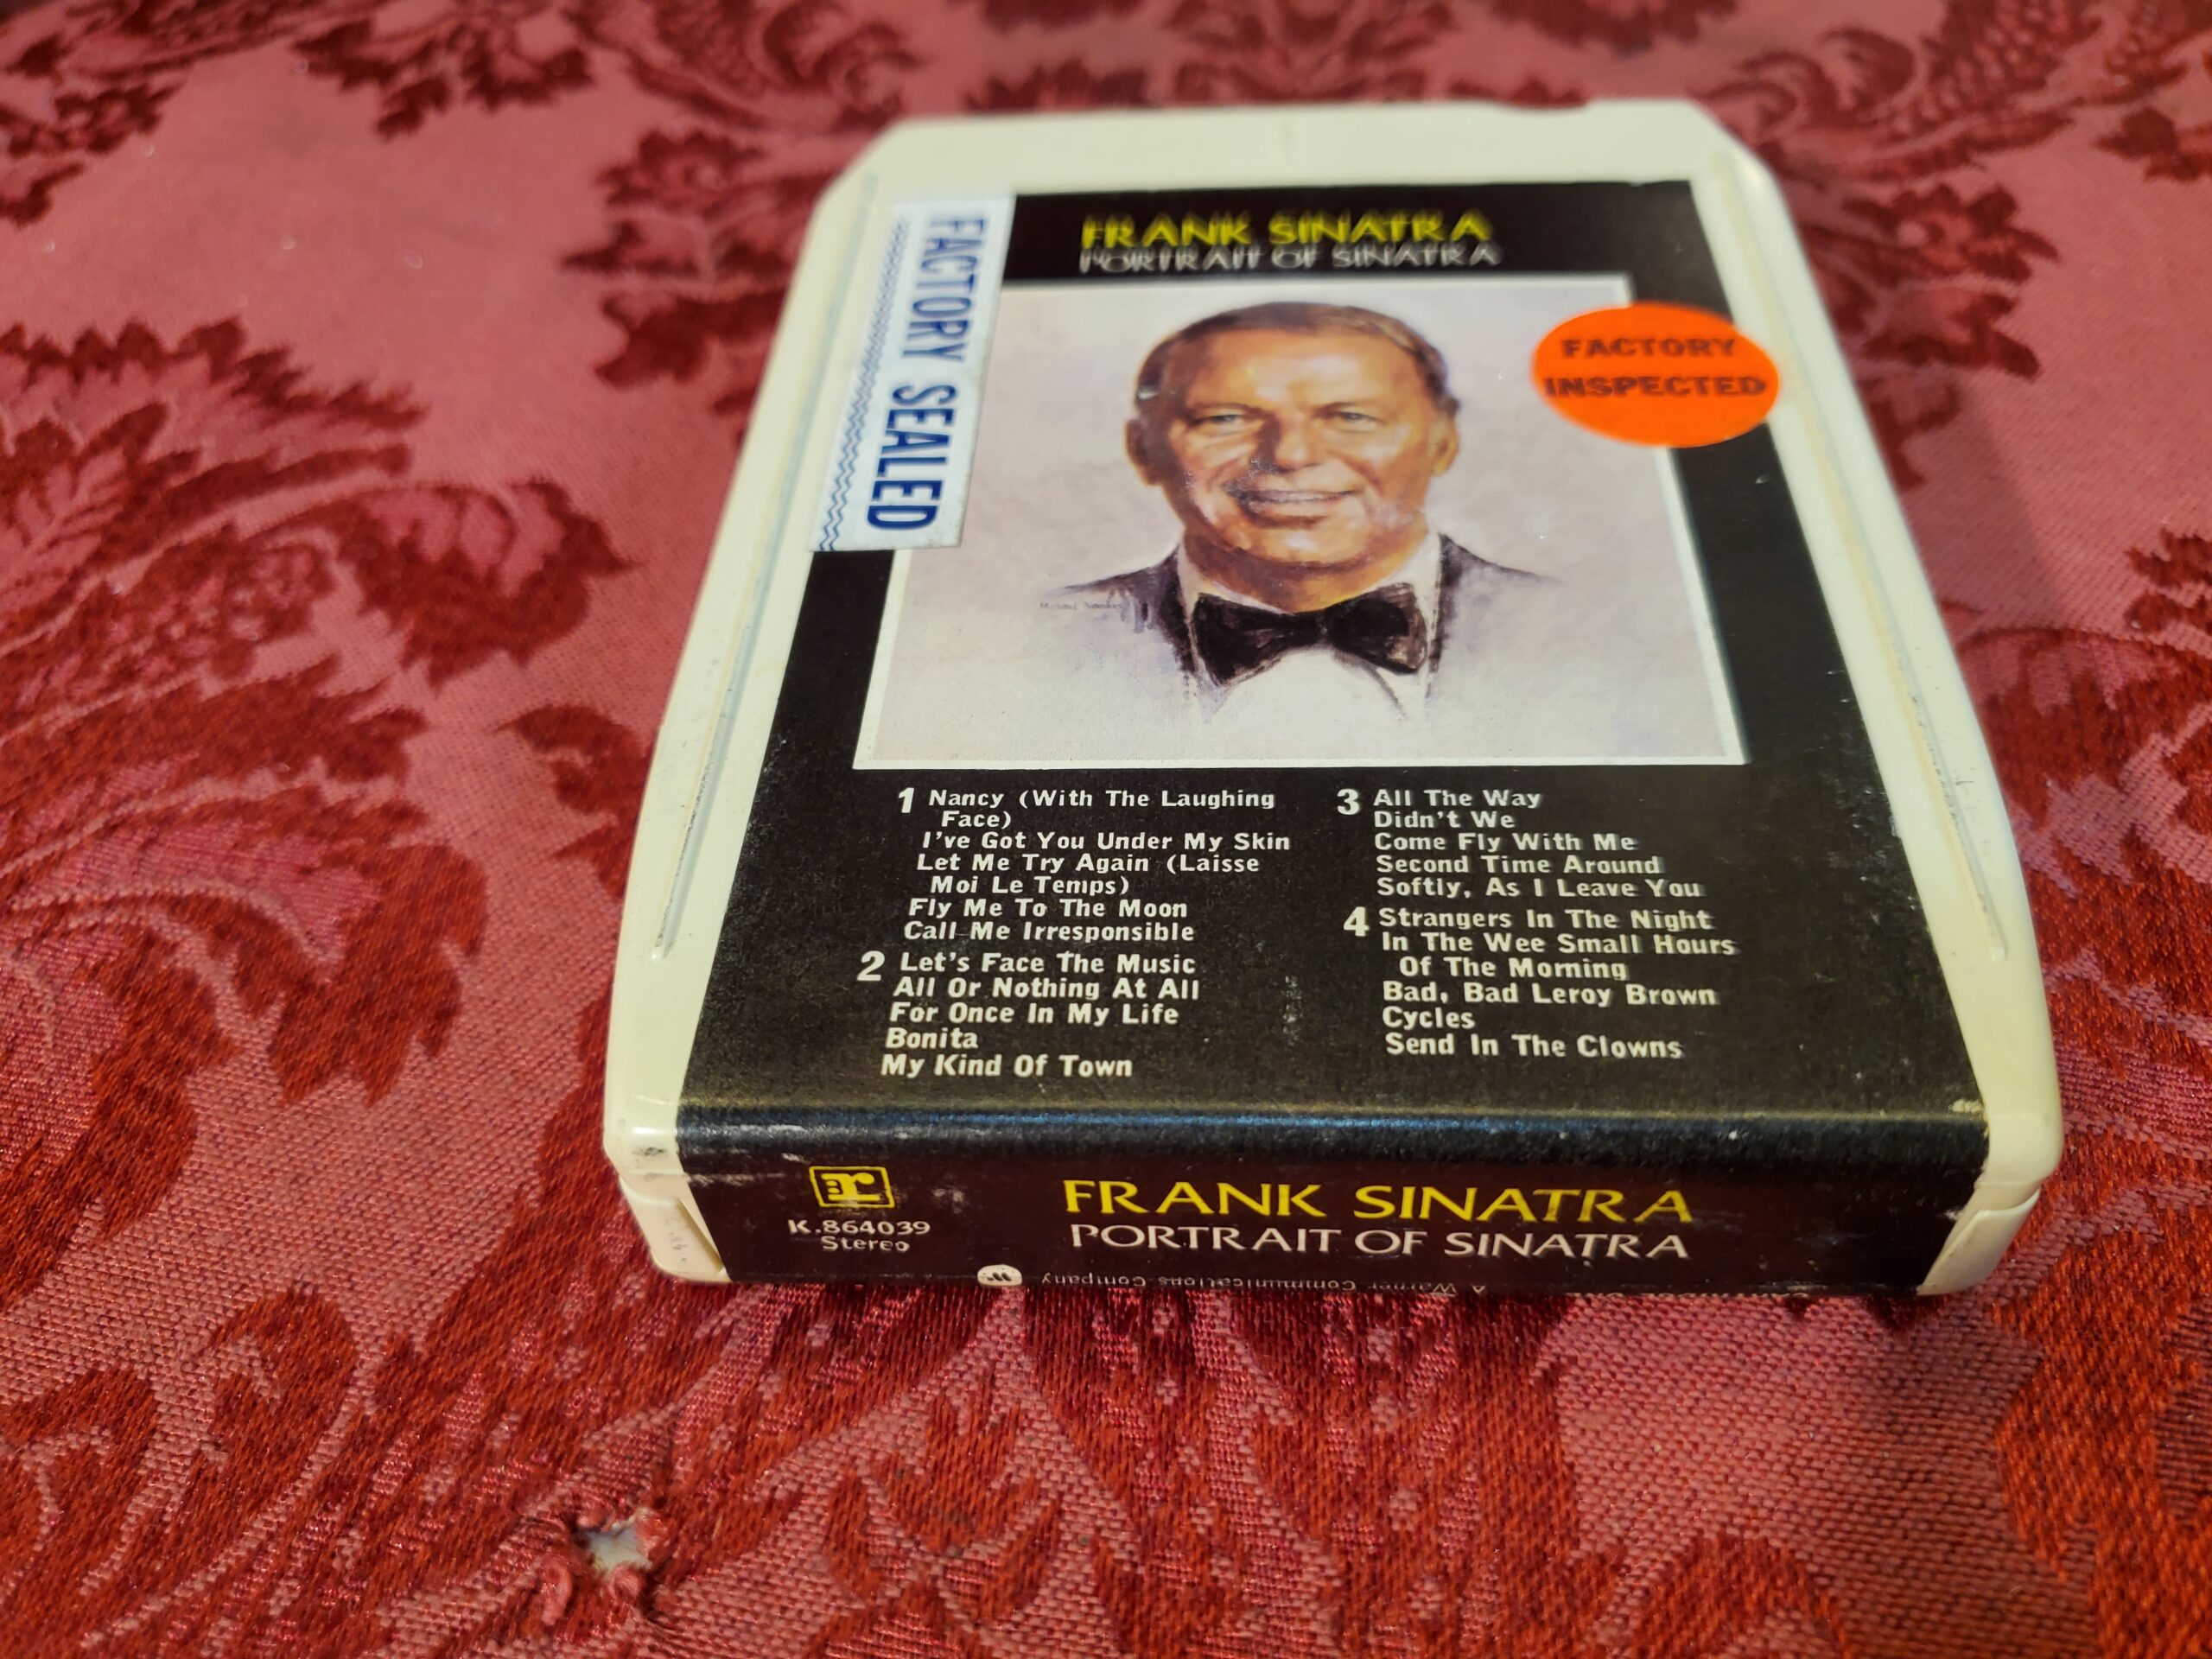 FACTORY SEALED
FRANK SINATRA
PORTRAIT OF SINATRA
FACTORY
INSPECTED
1 Nancy (With The Laughing
Face)
I've Got You Under My Skin
Let Me Try Again (Laisse
Moi Le Temps)
Fly Me To The Moon
Call Me Irresponsible
2 Let's Face The Music
All Or Nothing At All
For Once In My Life
Bonita
My Kind Of Town
3 All The Way
Didn't We
Come Fly With Me
Second Time Around
Softly, As I Leave You
4 Strangers In The Night
In The Wee Small Hours
Of The Morning
Bad, Bad Leroy Brown
Cycles
Send In The Clowns
r
K.864039
Stereo
FRANK SINATRA
PORTRAIT OF SINATRA
A Warner Communications Company